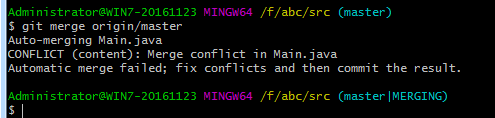 Administrator@WIN7-20161123 MINGW64 /f/abc/src (master)
$ git merge origin/master
Auto-merging Main.java
CONFLICT (content): Merge conflict in Main.java
Automatic merge failed; fix conflicts and then commit the result.
Administrator@WIN7-20161123 MINGW64 /f/abc/src (master|MERGING)
$